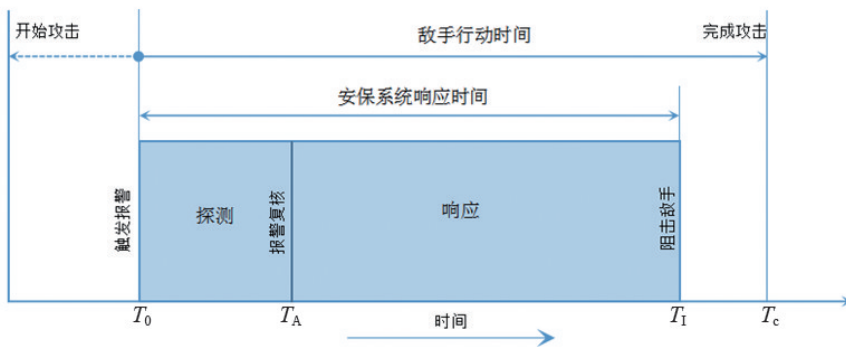 开始攻击
敌手行动时间
完成攻击
安保系统响应时间
触发报警
探测
报警复核
响应
阻击敌手
T0
TA
时间
TI
Tc